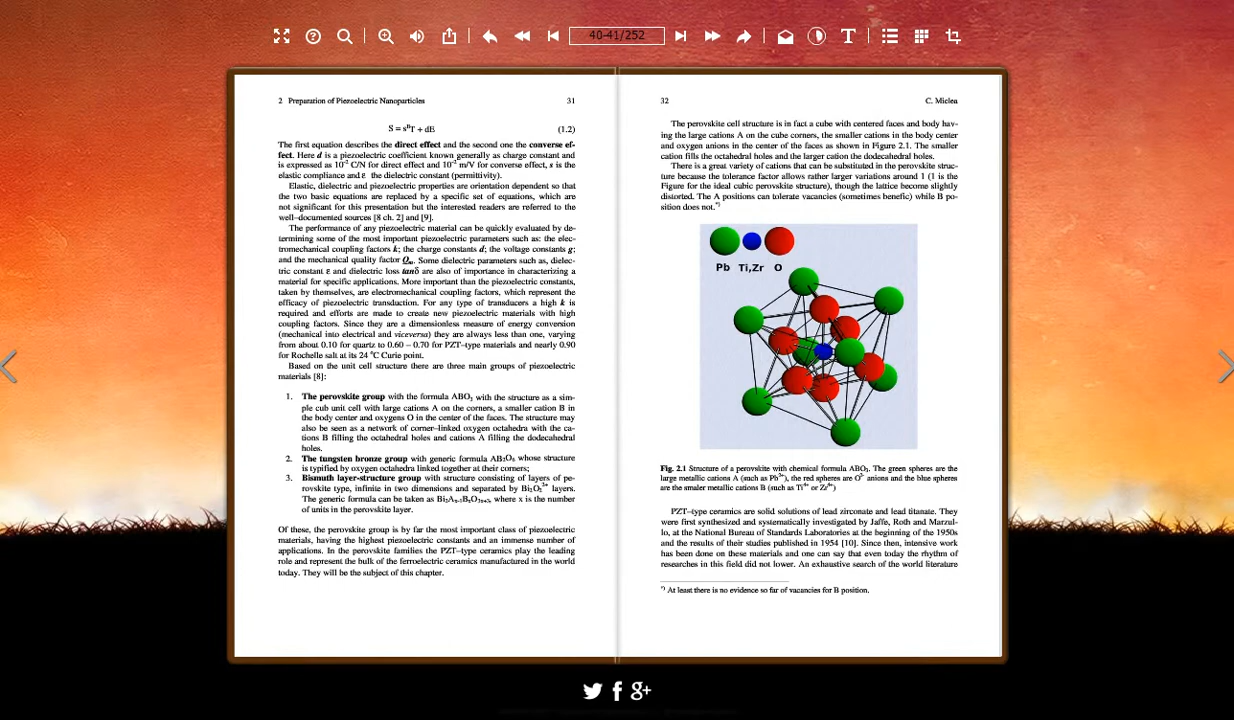 40-41/252
2 Preparation of Piezoelectric Nanoparticles 31
S = sᴱT + dE (1.2)
The first equation describes the direct effect and the second one the converse ef-
fect. Here d is a piezoelectric coefficient known generally as charge constant and
is expressed as 10⁻² C/N for direct effect and 10⁻² m/V for converse effect, s is the
elastic compliance and ε the dielectric constant (permittivity).
Elastic, dielectric and piezoelectric properties are orientation dependent so that
the two basic equations are replaced by a specific set of equations, which are
not significant for this presentation but the interested readers are referred to the
well–documented sources [8 ch. 2] and [9].
The performance of any piezoelectric material can be quickly evaluated by de-
termining some of the most important piezoelectric parameters such as: the elec-
tromechanical coupling factors k; the charge constants d; the voltage constants g;
and the mechanical quality factor Qₘ. Some dielectric parameters such as, dielec-
tric constant ε and dielectric loss tanδ are also of importance in characterizing a
material for specific applications. More important than the piezoelectric constants,
taken by themselves, are electromechanical coupling factors, which represent the
efficacy of piezoelectric transduction. For any type of transducers a high k is
required and efforts are made to create new piezoelectric materials with high
coupling factors. Since they are a dimensionless measure of energy conversion
(mechanical into electrical and viceversa) they are always less than one, varying
from about 0.10 for quartz to 0.60 – 0.70 for PZT–type materials and nearly 0.90
for Rochelle salt at its 24 °C Curie point.
Based on the unit cell structure there are three main groups of piezoelectric
materials [8]:
1. The perovskite group with the formula ABO₃ with the structure as a sim-
ple cub unit cell with large cations A on the corners, a smaller cation B in
the body center and oxygens O in the center of the faces. The structure may
also be seen as a network of corner–linked oxygen octahedra with the ca-
tions B filling the octahedral holes and cations A filling the dodecahedral
holes.
2. The tungsten bronze group with generic formula AB₂O₆ whose structure
is typified by oxygen octahedra linked together at their corners;
3. Bismuth layer-structure group with structure consisting of layers of pe-
rovskite type, infinite in two dimensions and separated by Bi₂O₂²⁺ layers.
The generic formula can be taken as Bi₂Aₓ₋₁BₓO₃ₓ₊₃, where x is the number
of units in the perovskite layer.
Of these, the perovskite group is by far the most important class of piezoelectric
materials, having the highest piezoelectric constants and an immense number of
applications. In the perovskite families the PZT–type ceramics play the leading
role and represent the bulk of the ferroelectric ceramics manufactured in the world
today. They will be the subject of this chapter.
32 C. Miclea
The perovskite cell structure is in fact a cube with centered faces and body hav-
ing the large cations A on the cube corners, the smaller cations in the body center
and oxygen anions in the center of the faces as shown in Figure 2.1. The smaller
cation fills the octahedral holes and the larger cation the dodecahedral holes.
There is a great variety of cations that can be substituted in the perovskite struc-
ture because the tolerance factor allows rather larger variations around 1 (1 is the
Figure for the ideal cubic perovskite structure), though the lattice become slightly
distorted. The A positions can tolerate vacancies (sometimes benefic) while B po-
sition does not.*⁾
Pb Ti,Zr O
Fig. 2.1 Structure of a perovskite with chemical formula ABO₃. The green spheres are the
large metallic cations A (such as Pb²⁺), the red spheres are O²⁻ anions and the blue spheres
are the smaler metallic cations B (such as Ti⁴⁺ or Zr⁴⁺)
PZT–type ceramics are solid solutions of lead zirconate and lead titanate. They
were first synthesized and systematically investigated by Jaffe, Roth and Marzul-
lo, at the National Bureau of Standards Laboratories at the beginning of the 1950s
and the results of their studies published in 1954 [10]. Since then, intensive work
has been done on these materials and one can say that even today the rhythm of
researches in this field did not lower. An exhaustive search of the world literature
*⁾ At least there is no evidence so far of vacancies for B position.